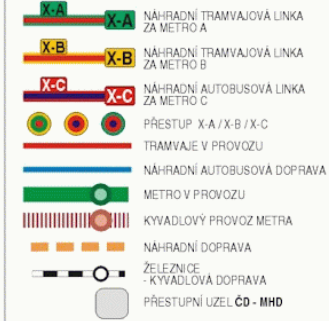 X-A X-A NÁHRADNÍ TRAMVAJOVÁ LINKA
ZA METRO A
X-B X-B NÁHRADNÍ TRAMVAJOVÁ LINKA
ZA METRO B
X-C X-C NÁHRADNÍ AUTOBUSOVÁ LINKA
ZA METRO C
PŘESTUP X-A / X-B / X-C
TRAMVAJE V PROVOZU
NÁHRADNÍ AUTOBUSOVÁ DOPRAVA
METRO V PROVOZU
KYVADLOVÝ PROVOZ METRA
NÁHRADNÍ DOPRAVA
ŽELEZNICE
- KYVADLOVÁ DOPRAVA
PŘESTUPNÍ UZEL ČD - MHD